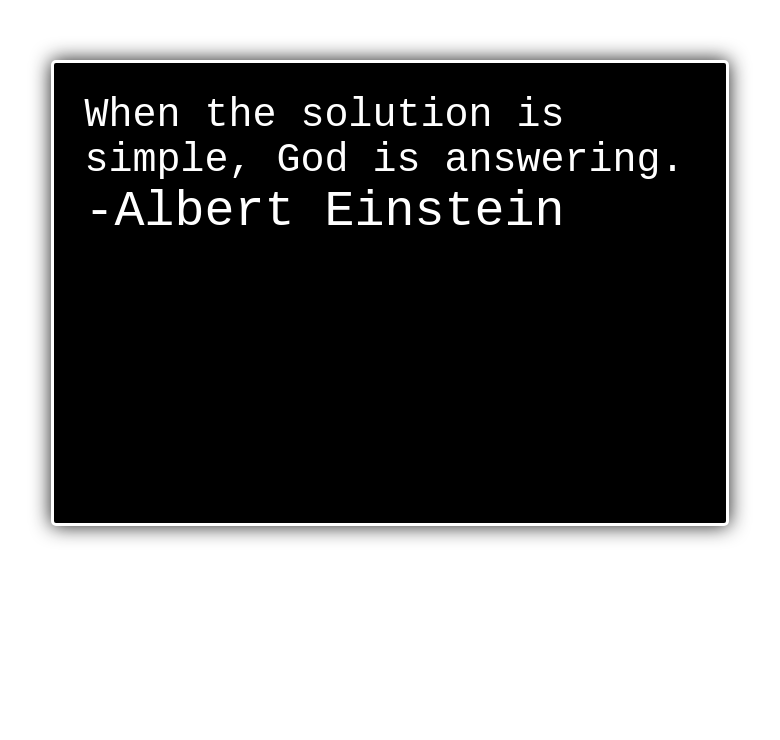 When the solution is
simple, God is answering.
-Albert Einstein